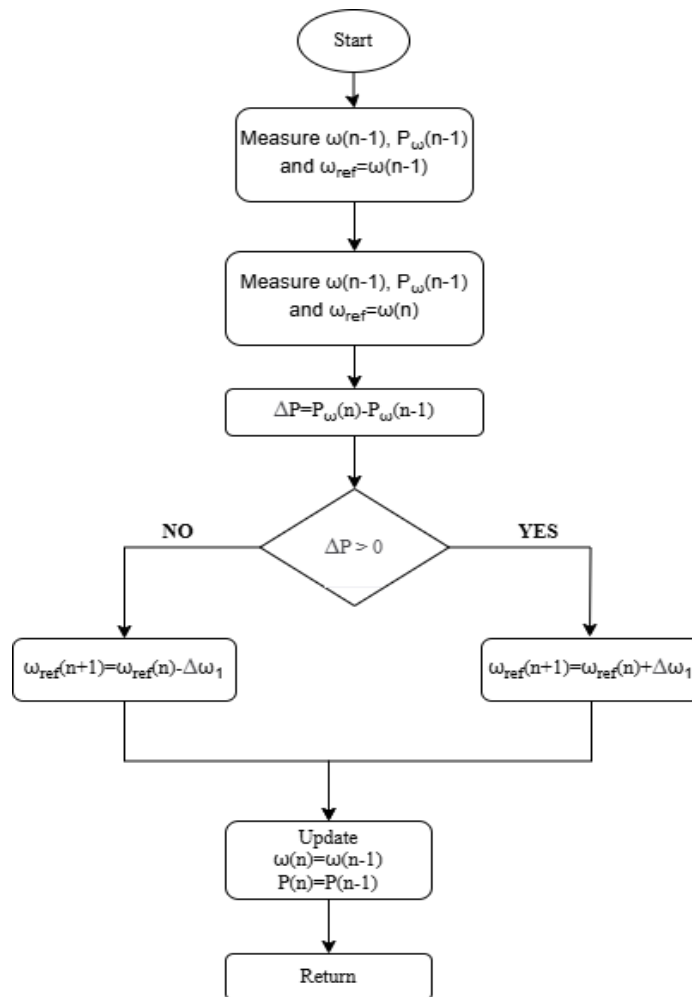 Start
Measure ω(n-1), Pω(n-1)
and ωref=ω(n-1)
Measure ω(n-1), Pω(n-1)
and ωref=ω(n)
ΔP=Pω(n)-Pω(n-1)
NO
YES
ΔP > 0
ωref(n+1)=ωref(n)-Δω1
ωref(n+1)=ωref(n)+Δω1
Update
ω(n)=ω(n-1)
P(n)=P(n-1)
Return